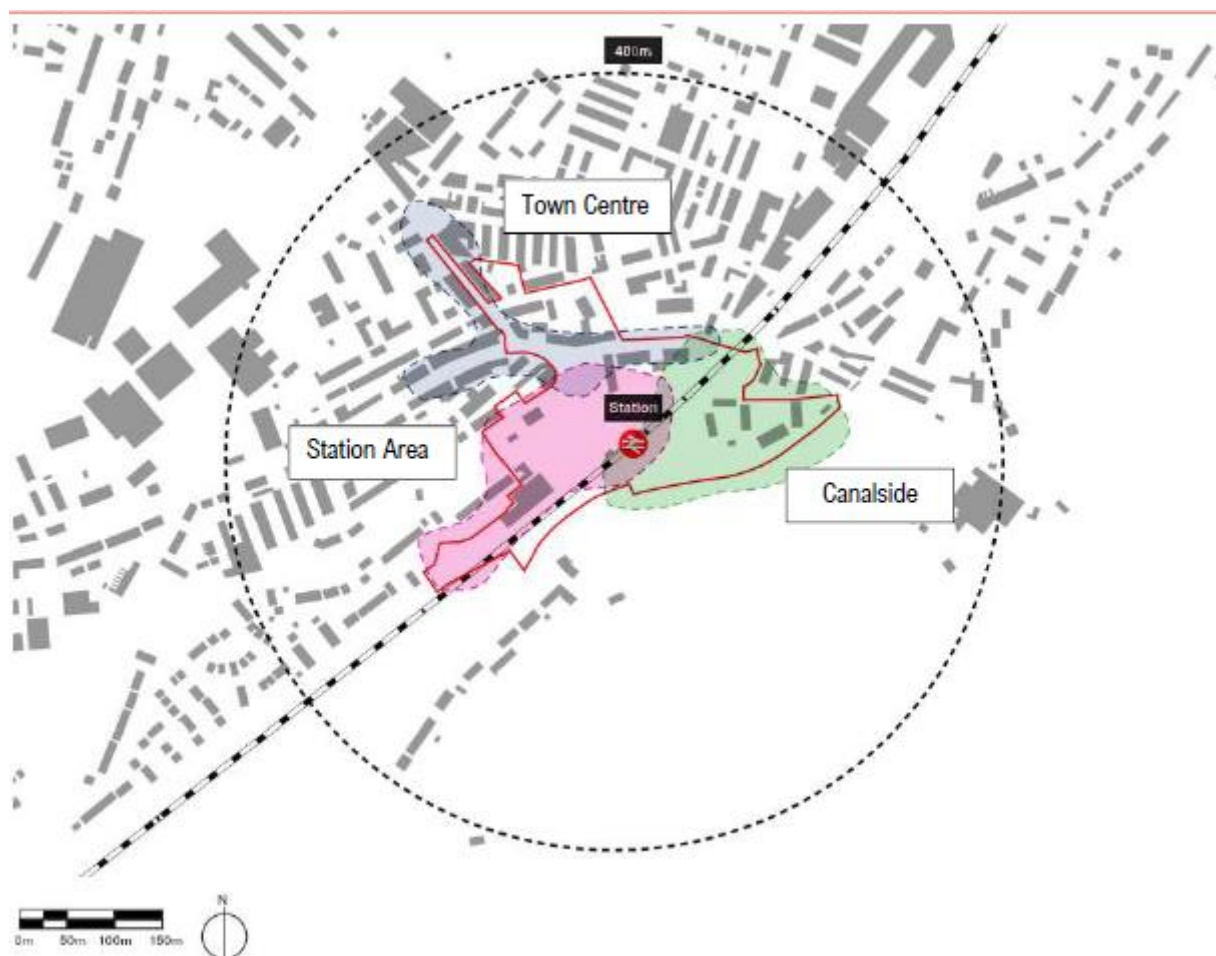 400m
Town Centre
Station
Station Area
Canalside
N
0m 50m 100m 150m